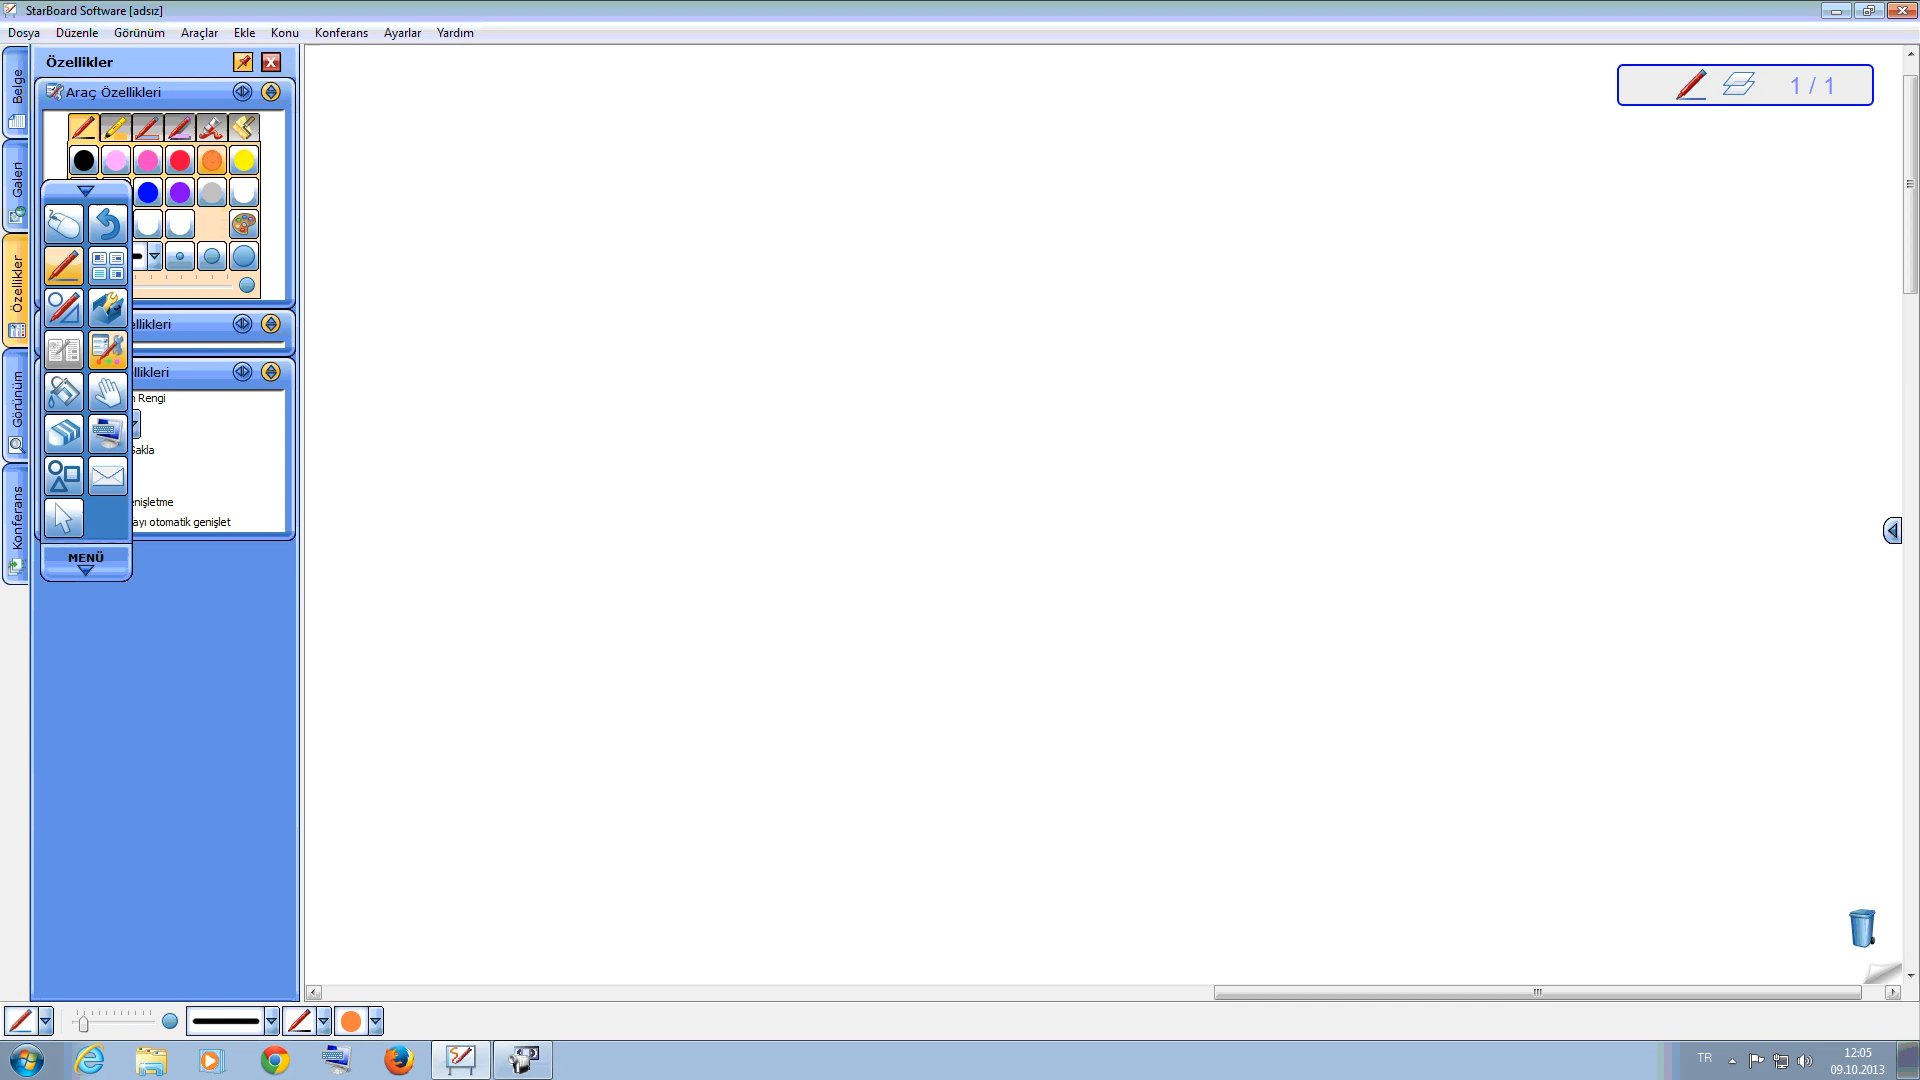 StarBoard Software [adsız]
Dosya Düzenle Görünüm Araçlar Ekle Konu Konferans Ayarlar Yardım
Belge
Galeri
Özellikler
Görünüm
Konferans
Özellikler
Araç Özellikleri
ellikleri
llikleri
n Rengi
Sakla
enişletme
ayı otomatik genişlet
MENÜ
1 / 1
TR
12:05
09.10.2013